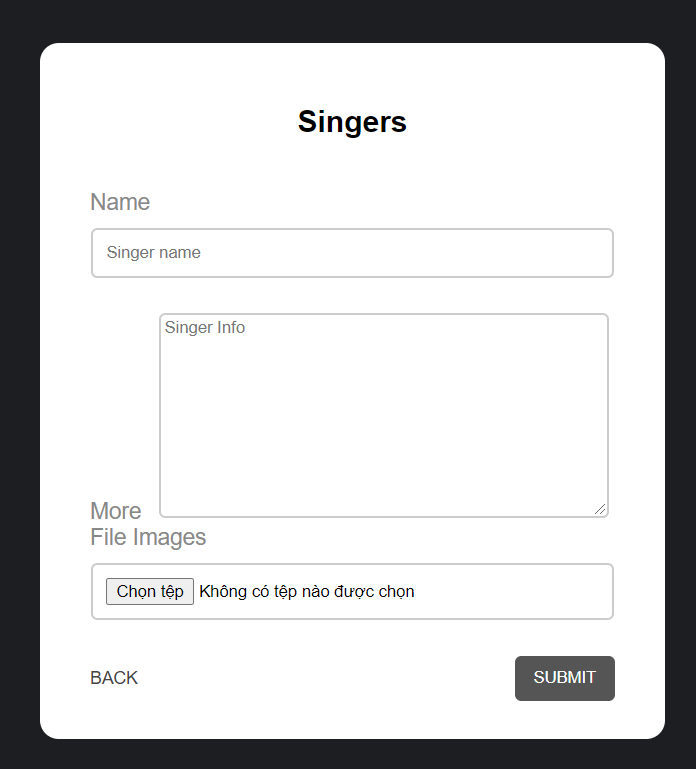 Singers
Name
Singer name
Singer Info
More
File Images
Chọn tệp Không có tệp nào được chọn
BACK
SUBMIT